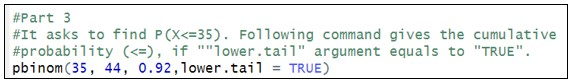 #Part 3
#It asks to find P(X<=35). Following command gives the cumulative
#probability (<=), if ""lower.tail" argument equals to "TRUE".
pbinom(35, 44, 0.92,lower.tail = TRUE)